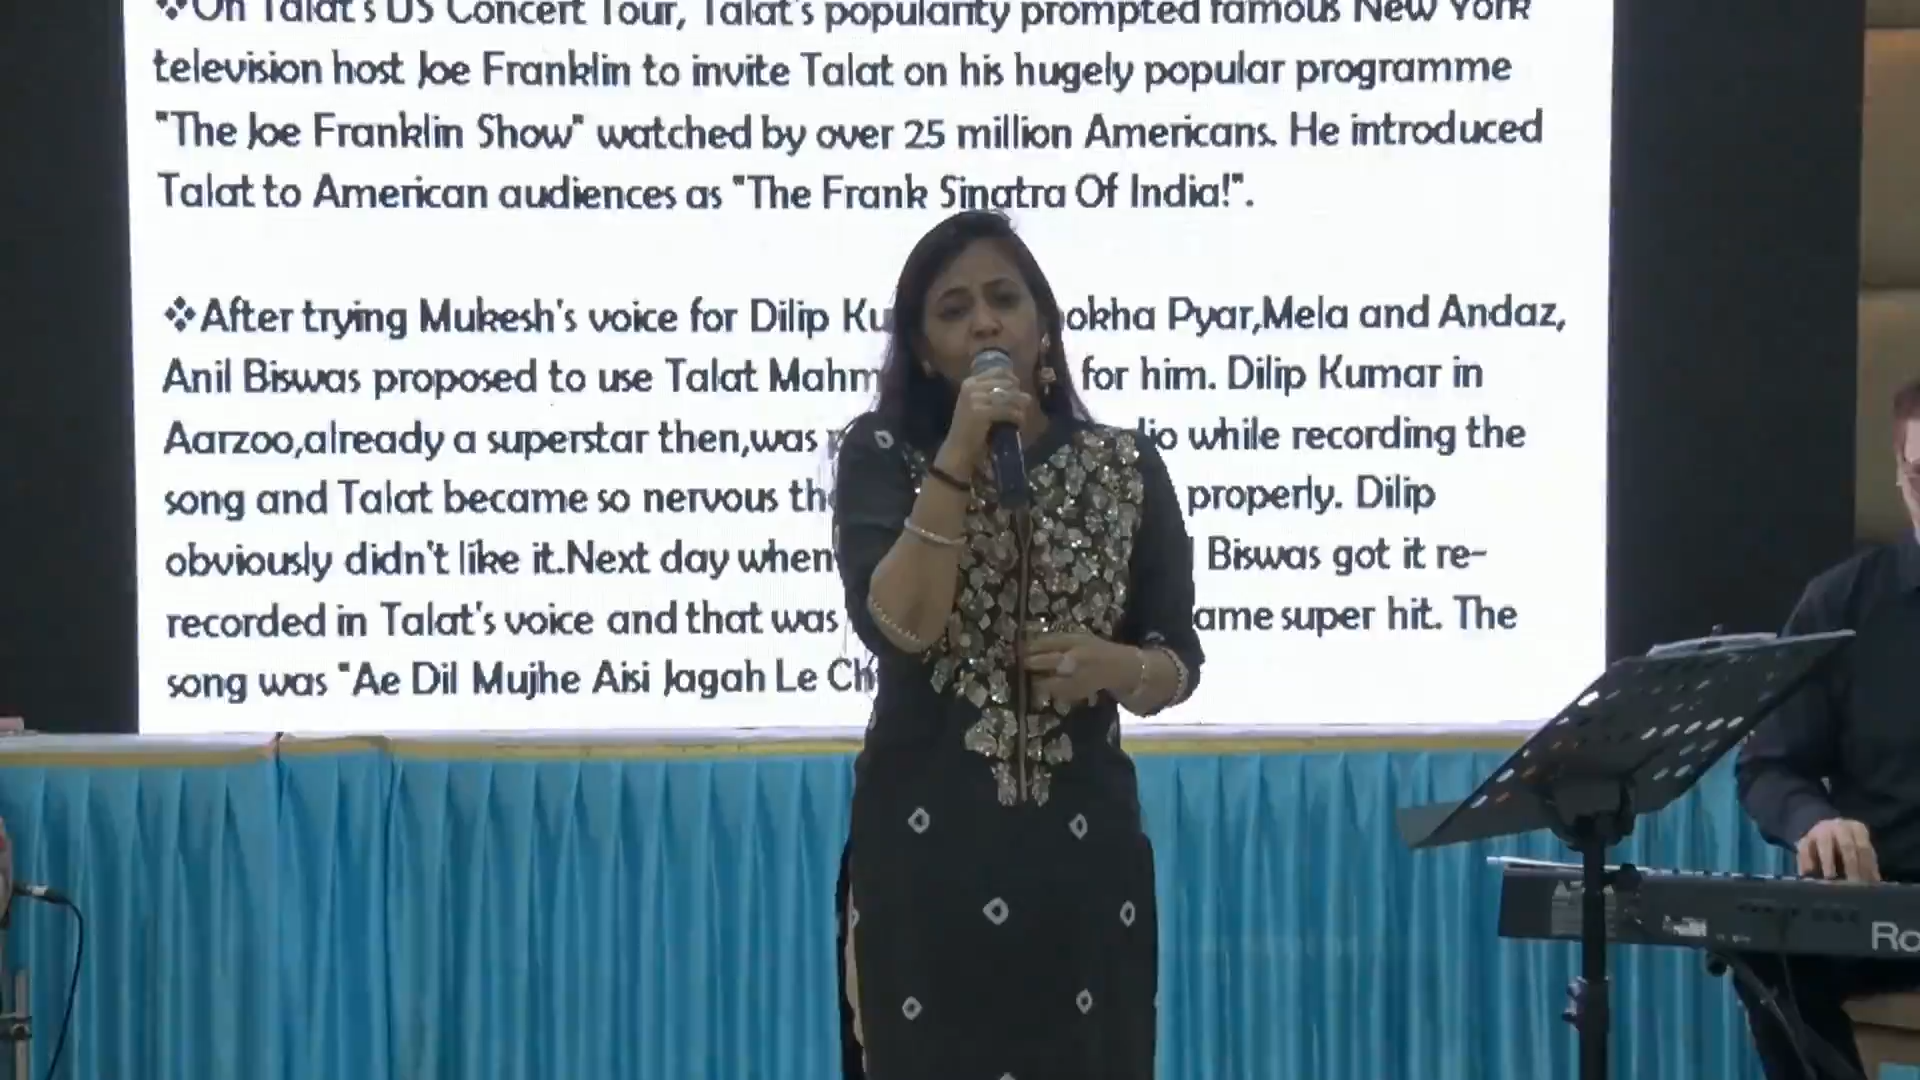 ❖On Talat's US Concert Tour, Talat's popularity prompted famous New York
television host Joe Franklin to invite Talat on his hugely popular programme
"The Joe Franklin Show" watched by over 25 million Americans. He introduced
Talat to American audiences as "The Frank Sinatra Of India!".
❖After trying Mukesh's voice for Dilip Ku okha Pyar,Mela and Andaz,
Anil Biswas proposed to use Talat Mahm for him. Dilip Kumar in
Aarzoo,already a superstar then,was dio while recording the
song and Talat became so nervous th properly. Dilip
obviously didn't like it.Next day when Biswas got it re-
recorded in Talat's voice and that was ame super hit. The
song was "Ae Dil Mujhe Aisi Jagah Le Ch
Ro